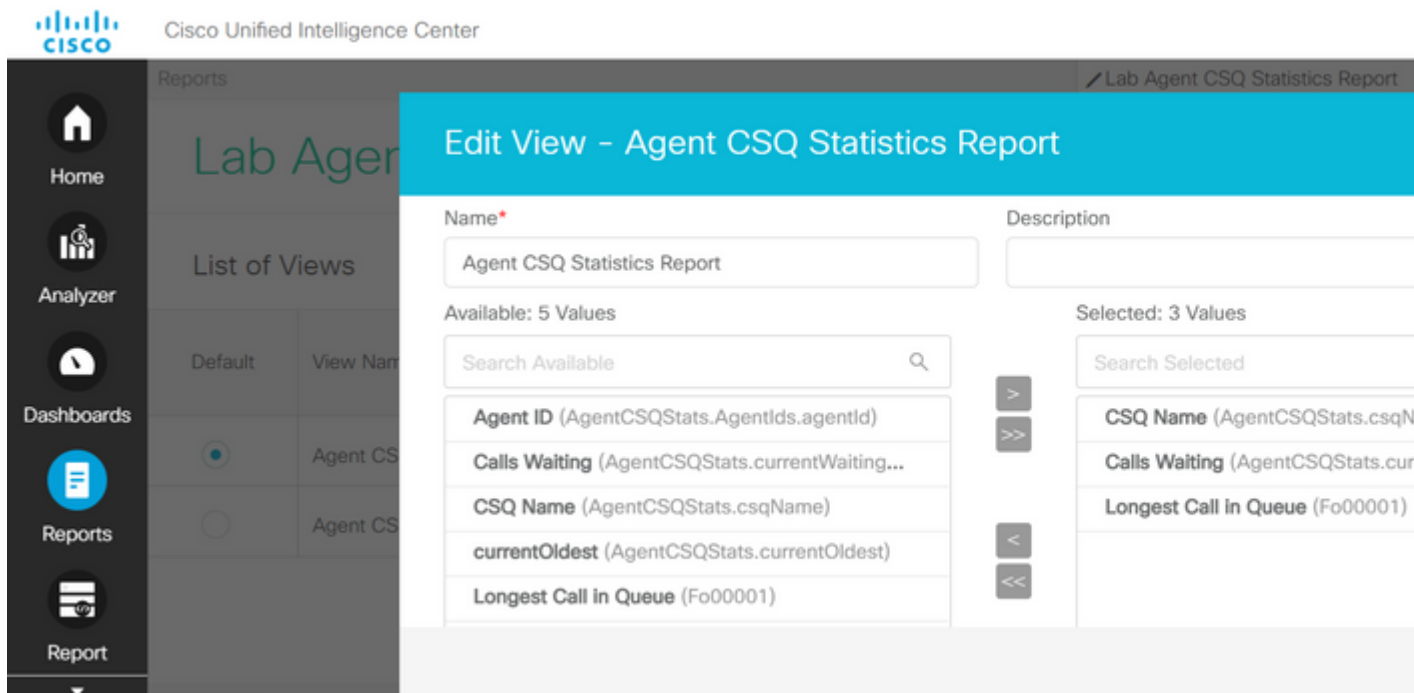 CISCO
Cisco Unified Intelligence Center
Reports
Lab Agent CSQ Statistics Report
Home
Lab Agen
Edit View - Agent CSQ Statistics Report
Name*
Description
Agent CSQ Statistics Report
List of Views
Analyzer
Available: 5 Values
Selected: 3 Values
Default
View Nam
Search Available
Search Selected
Dashboards
>
>>
Agent ID (AgentCSQStats.AgentIds.agentId)
CSQ Name (AgentCSQStats.csqN
Agent CS
Calls Waiting (AgentCSQStats.currentWaiting...
Calls Waiting (AgentCSQStats.cur
CSQ Name (AgentCSQStats.csqName)
Longest Call in Queue (Fo00001)
Reports
Agent CS
currentOldest (AgentCSQStats.currentOldest)
<
<<
Longest Call in Queue (Fo00001)
Report